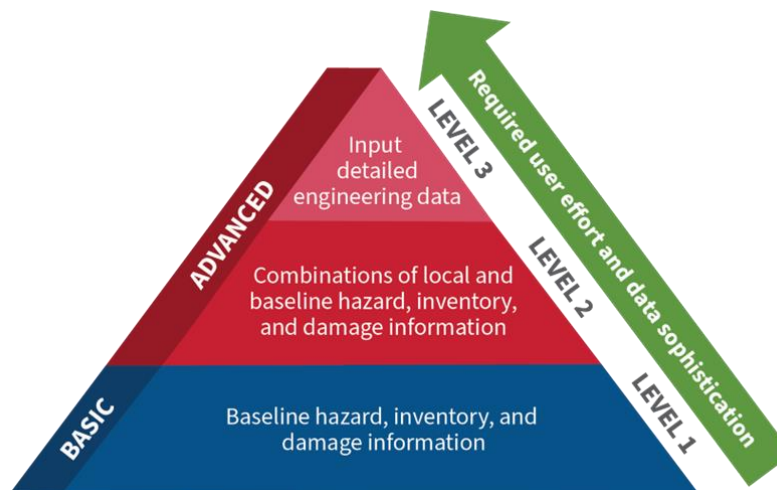 Input
detailed
engineering data
Combinations of local and
baseline hazard, inventory,
and damage information
Baseline hazard, inventory, and
damage information
ADVANCED
BASIC
LEVEL 3
LEVEL 2
LEVEL 1
Required user effort and data sophistication